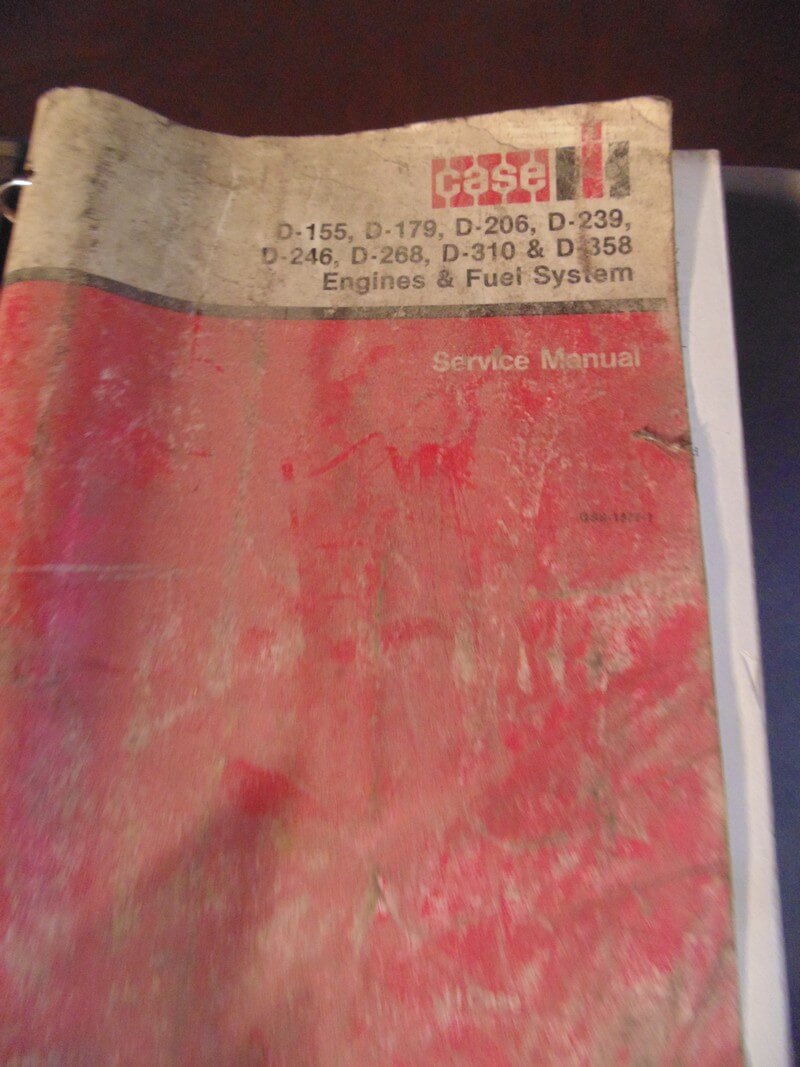 case IH
D-155, D-179, D-206, D-239,
D-246, D-268, D-310 & D-358
Engines & Fuel System
Service Manual